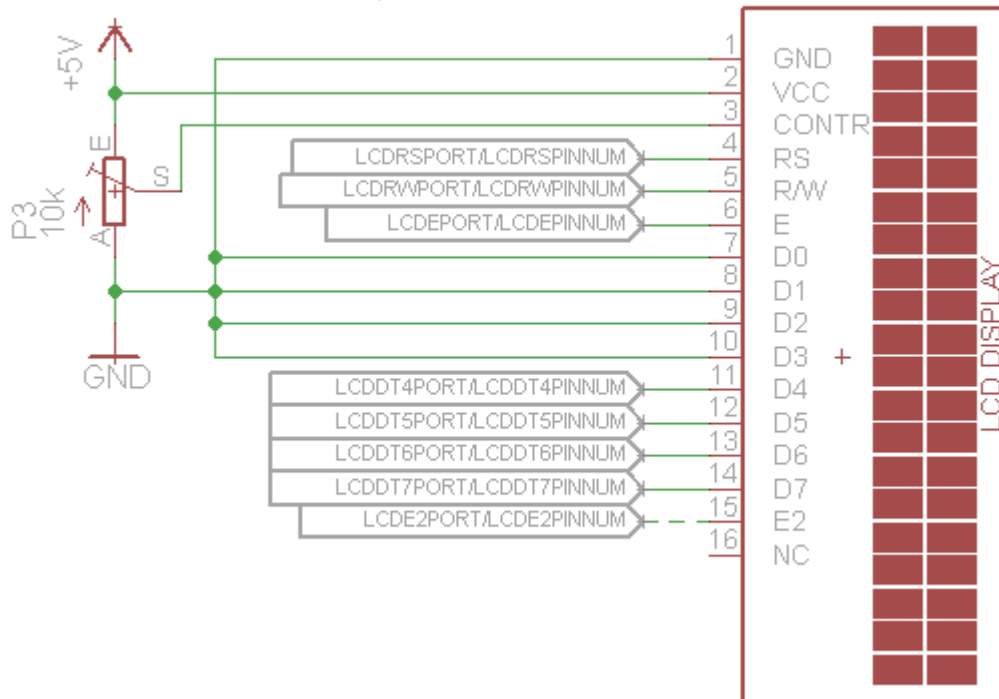 +5V
E
S
P3
10k
A
GND
1 GND
2 VCC
3 CONTR
LCDRSPORT/LCDRSPINNUM 4 RS
LCDRWPORT/LCDRWPINNUM 5 R/W
LCDEPORT/LCDEPINNUM 6 E
7 D0
8 D1
9 D2
10 D3
LCDDT4PORT/LCDDT4PINNUM 11 D4
LCDDT5PORT/LCDDT5PINNUM 12 D5
LCDDT6PORT/LCDDT6PINNUM 13 D6
LCDDT7PORT/LCDDT7PINNUM 14 D7
LCDE2PORT/LCDE2PINNUM 15 E2
16 NC
LCD DISPLAY